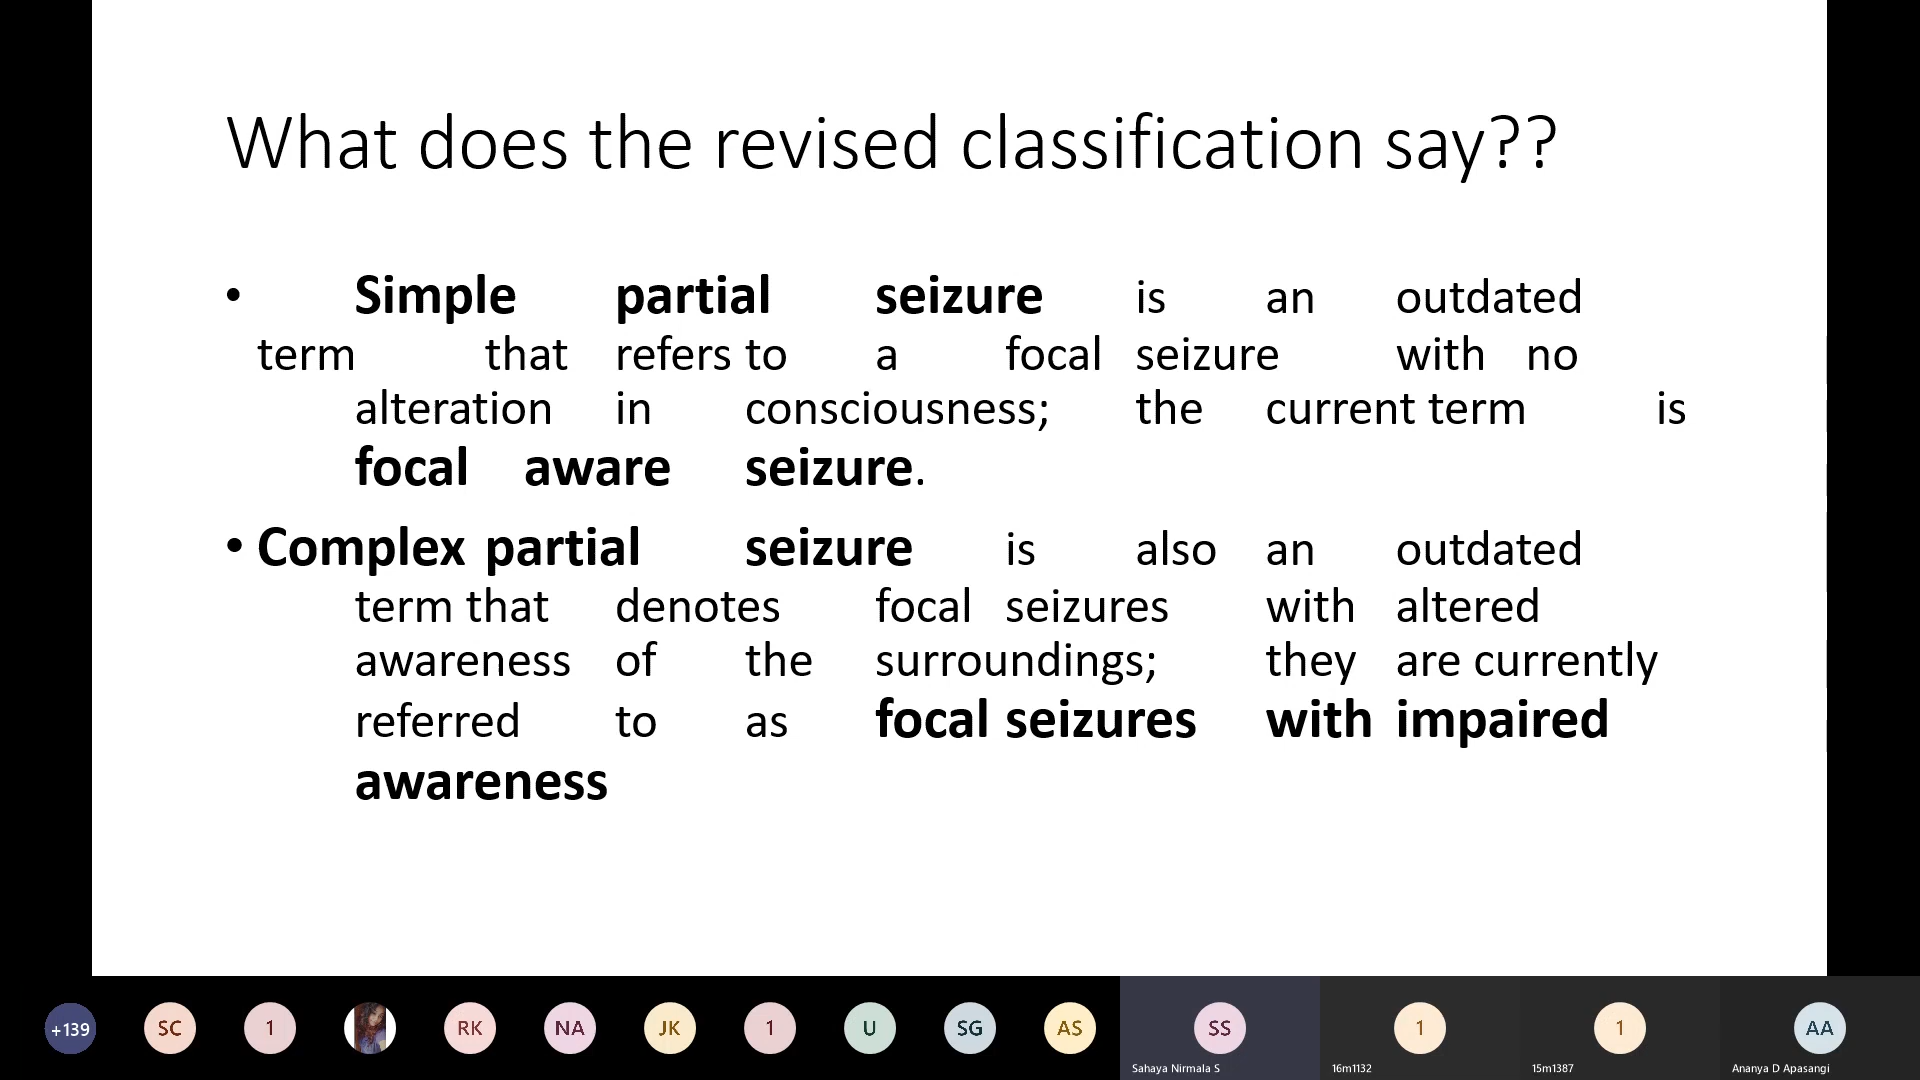 What does the revised classification say??
• Simple partial seizure is an outdated
term that refers to a focal seizure with no
alteration in consciousness; the current term is
focal aware seizure.
• Complex partial seizure is also an outdated
term that denotes focal seizures with altered
awareness of the surroundings; they are currently
referred to as focal seizures with impaired
awareness
+139 SC 1 RK NA JK 1 U SG AS SS 1 1 AA
Sahaya Nirmala S 16m1132 15m1387 Ananya D Apasangi